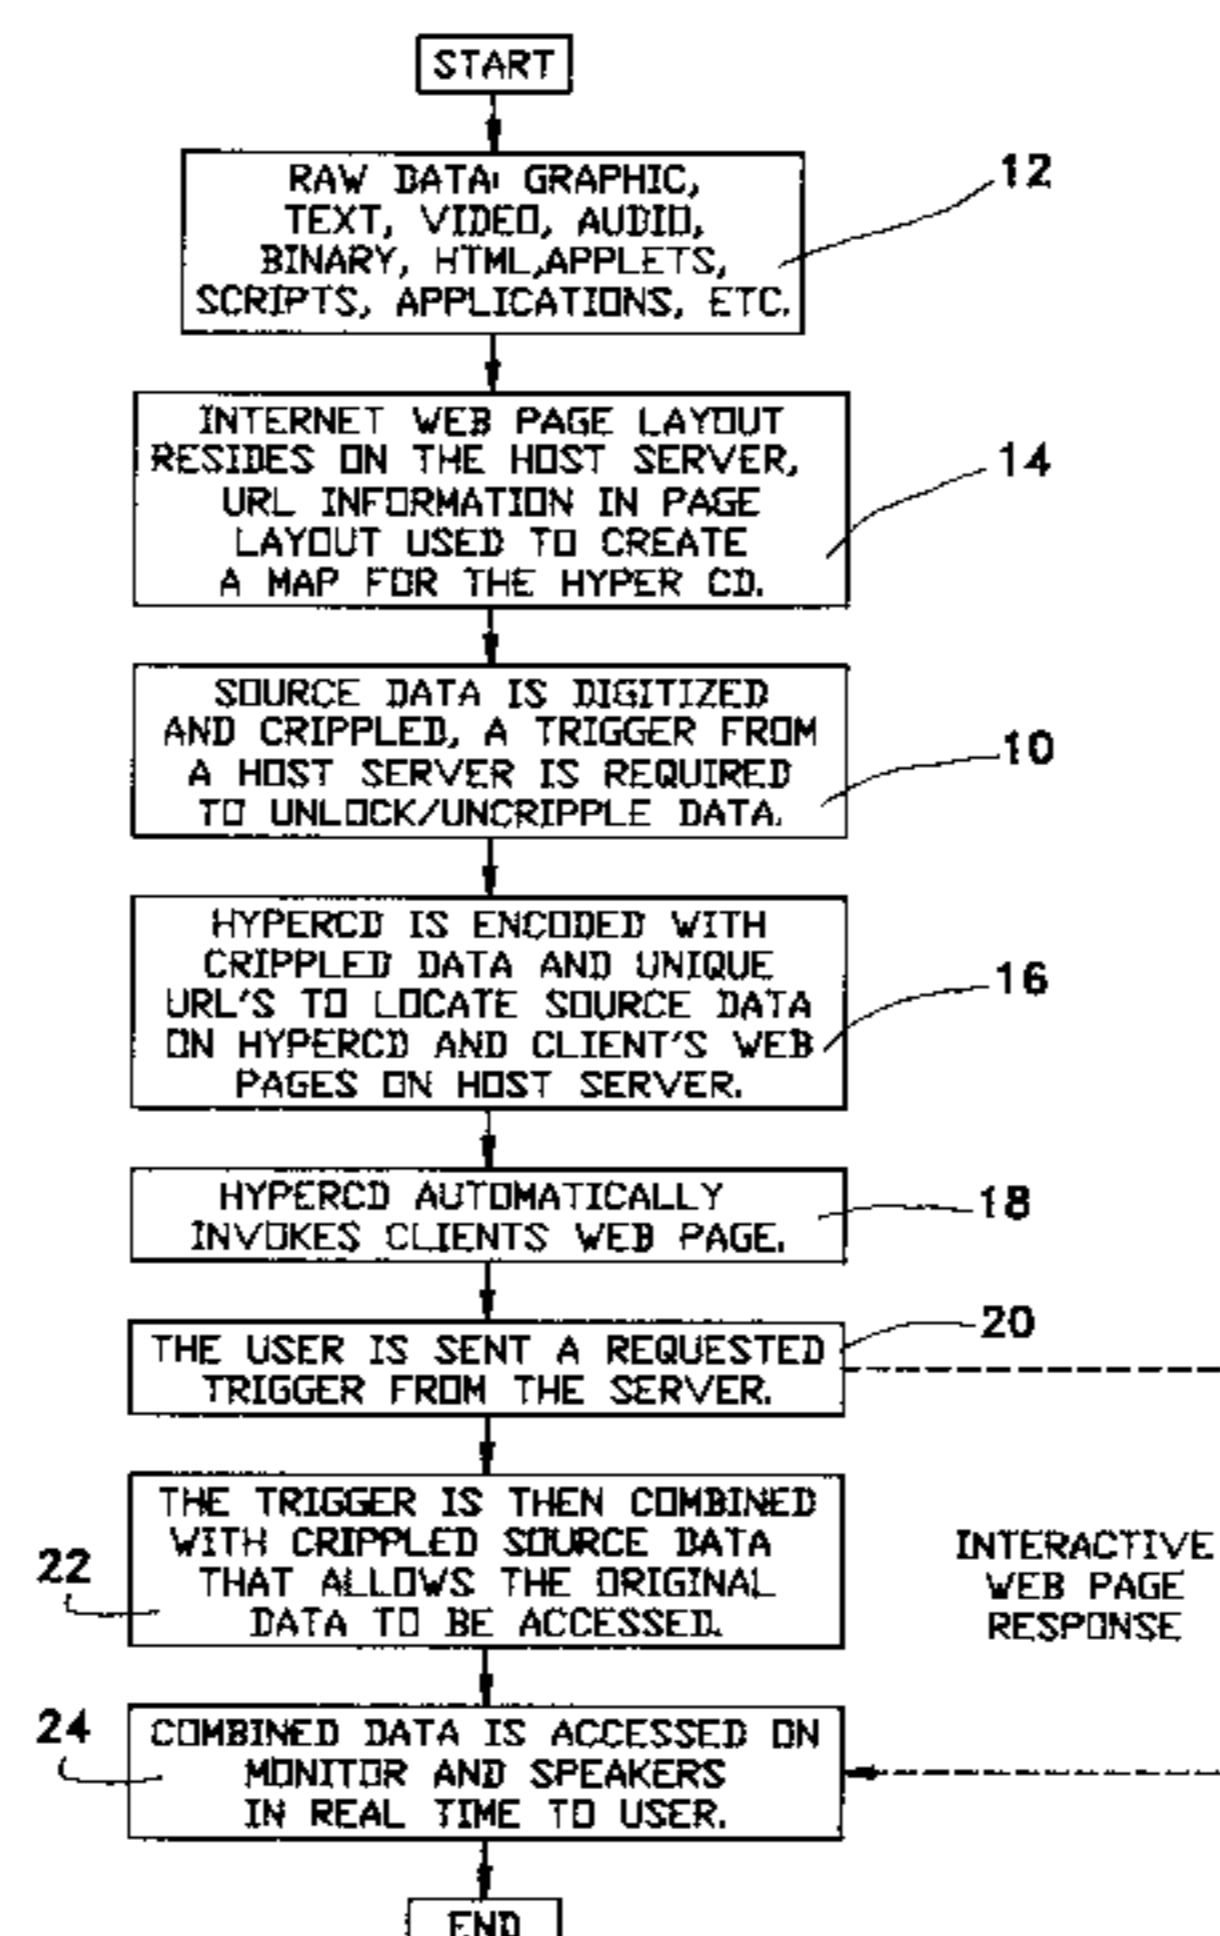 START
RAW DATA: GRAPHIC,
TEXT, VIDEO, AUDIO,
BINARY, HTML,APPLETS,
SCRIPTS, APPLICATIONS, ETC.
12
INTERNET WEB PAGE LAYOUT
RESIDES ON THE HOST SERVER,
URL INFORMATION IN PAGE
LAYOUT USED TO CREATE
A MAP FOR THE HYPER CD.
14
SOURCE DATA IS DIGITIZED
AND CRIPPLED, A TRIGGER FROM
A HOST SERVER IS REQUIRED
TO UNLOCK/UNCRIPPLE DATA.
10
HYPERCD IS ENCODED WITH
CRIPPLED DATA AND UNIQUE
URL'S TO LOCATE SOURCE DATA
ON HYPERCD AND CLIENT'S WEB
PAGES ON HOST SERVER.
16
HYPERCD AUTOMATICALLY
INVOKES CLIENTS WEB PAGE.
18
THE USER IS SENT A REQUESTED
TRIGGER FROM THE SERVER.
20
THE TRIGGER IS THEN COMBINED
WITH CRIPPLED SOURCE DATA
THAT ALLOWS THE ORIGINAL
DATA TO BE ACCESSED.
22
INTERACTIVE
WEB PAGE
RESPONSE
COMBINED DATA IS ACCESSED ON
MONITOR AND SPEAKERS
IN REAL TIME TO USER.
24
END